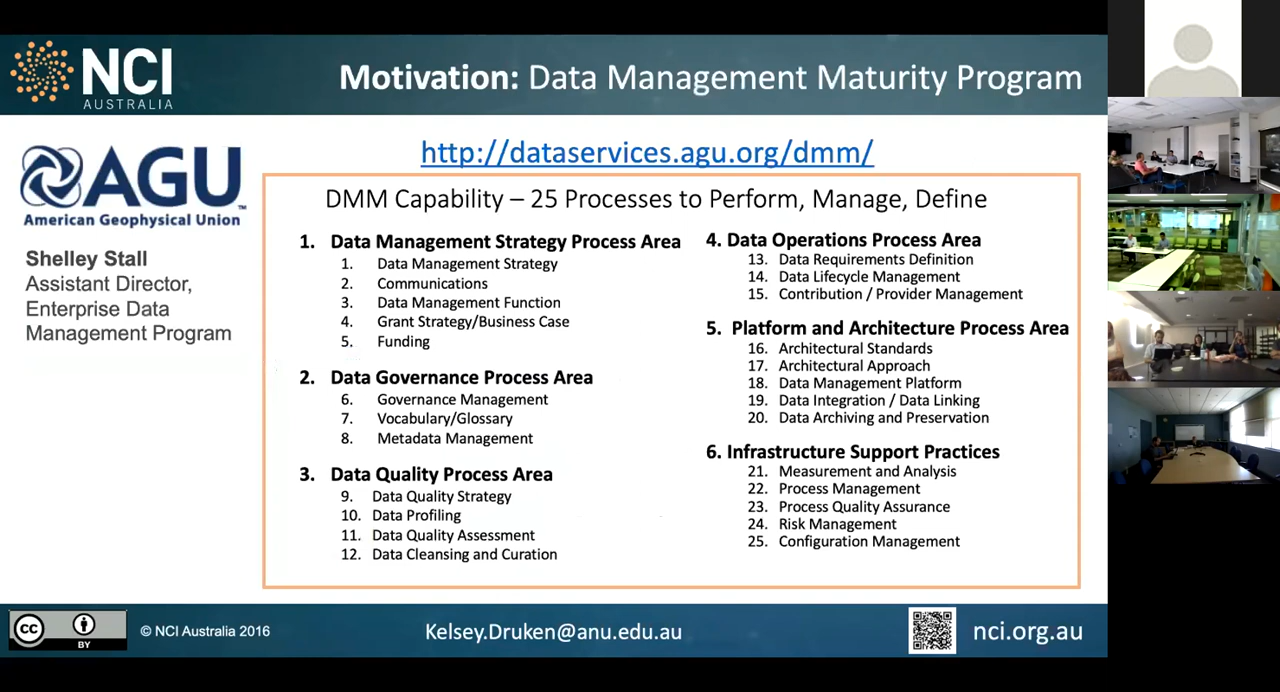 NCI
AUSTRALIA
Motivation: Data Management Maturity Program
AGU
TM
American Geophysical Union
Shelley Stall
Assistant Director,
Enterprise Data
Management Program
http://dataservices.agu.org/dmm/
DMM Capability – 25 Processes to Perform, Manage, Define
1. Data Management Strategy Process Area
1. Data Management Strategy
2. Communications
3. Data Management Function
4. Grant Strategy/Business Case
5. Funding
2. Data Governance Process Area
6. Governance Management
7. Vocabulary/Glossary
8. Metadata Management
3. Data Quality Process Area
9. Data Quality Strategy
10. Data Profiling
11. Data Quality Assessment
12. Data Cleansing and Curation
4. Data Operations Process Area
13. Data Requirements Definition
14. Data Lifecycle Management
15. Contribution / Provider Management
5. Platform and Architecture Process Area
16. Architectural Standards
17. Architectural Approach
18. Data Management Platform
19. Data Integration / Data Linking
20. Data Archiving and Preservation
6. Infrastructure Support Practices
21. Measurement and Analysis
22. Process Management
23. Process Quality Assurance
24. Risk Management
25. Configuration Management
cc
BY
© NCI Australia 2016
Kelsey.Druken@anu.edu.au
nci.org.au